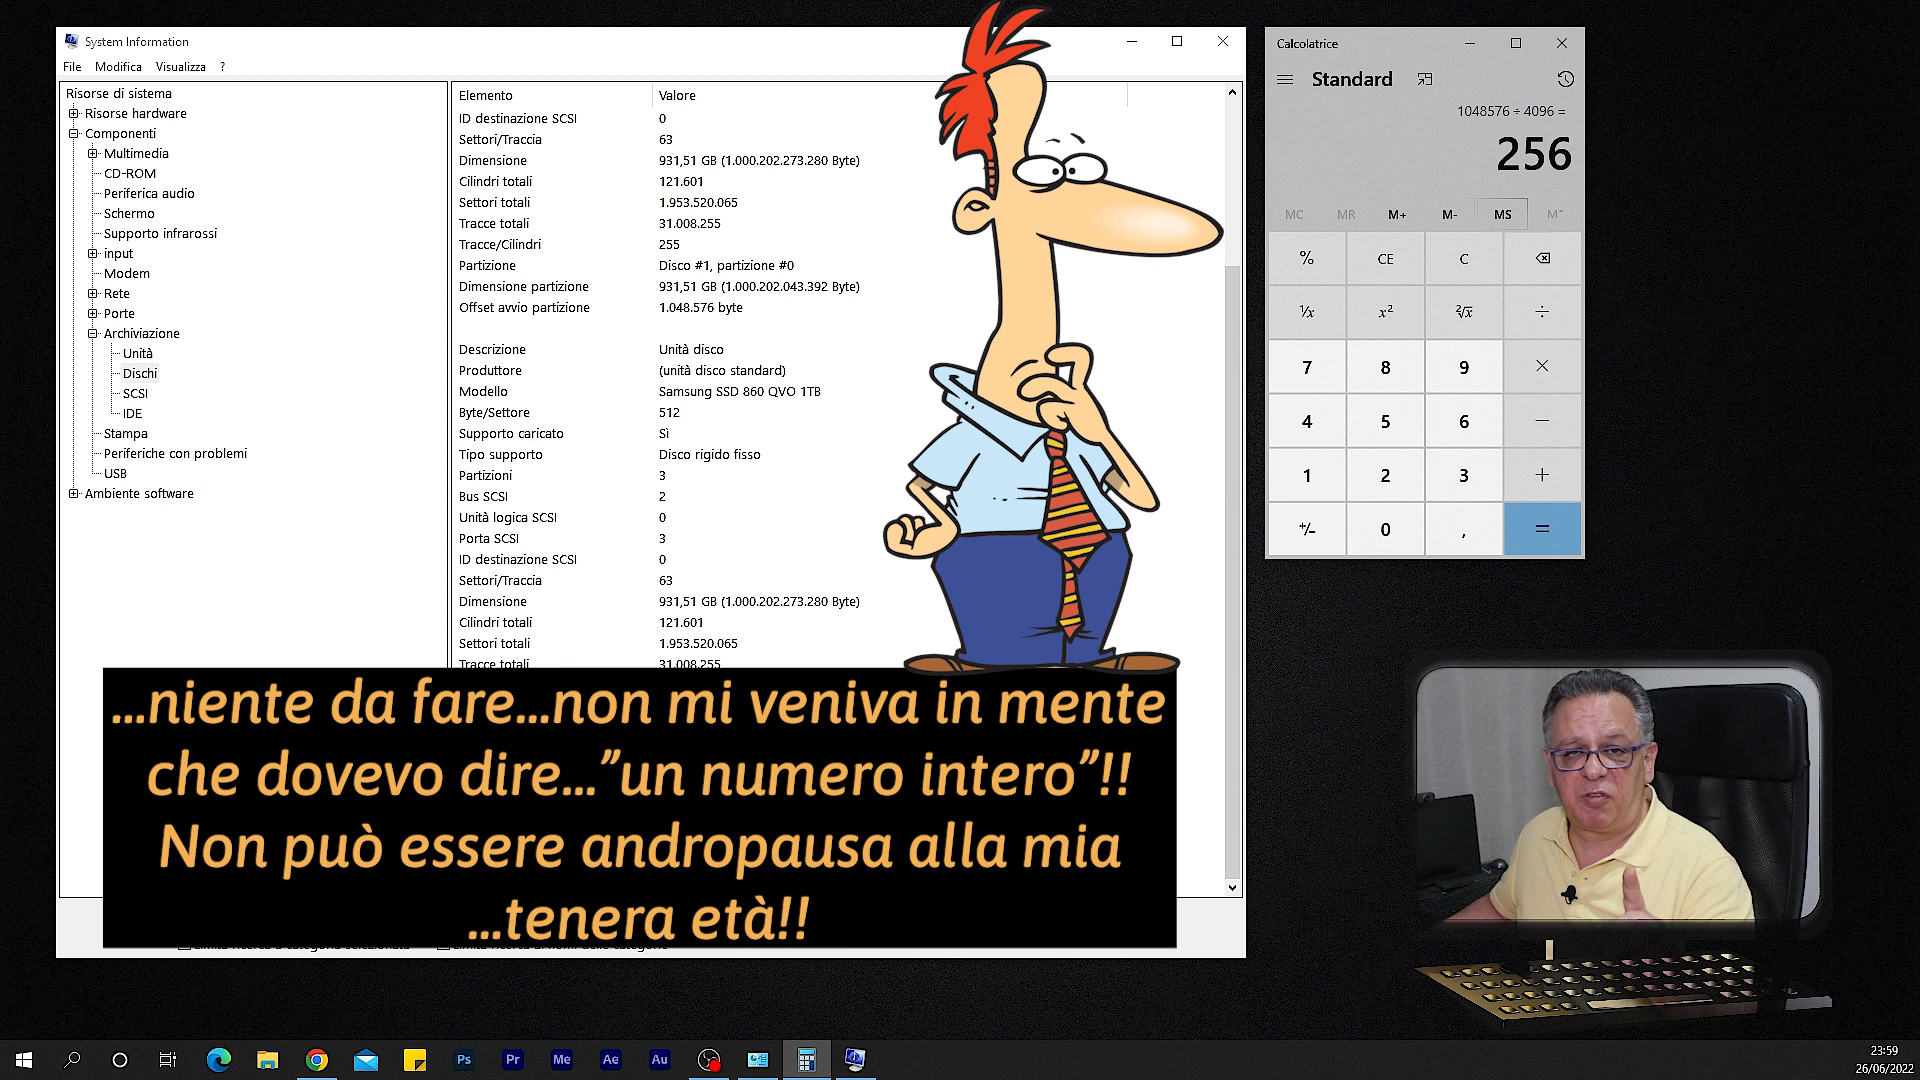 System Information
File Modifica Visualizza ?
Risorse di sistema
Risorse hardware
Componenti
Multimedia
CD-ROM
Periferica audio
Schermo
Supporto infrarossi
input
Modem
Rete
Porte
Archiviazione
Unità
Dischi
SCSI
IDE
Stampa
Periferiche con problemi
USB
Ambiente software
Elemento Valore
ID destinazione SCSI 0
Settori/Traccia 63
Dimensione 931,51 GB (1.000.202.273.280 Byte)
Cilindri totali 121.601
Settori totali 1.953.520.065
Tracce totali 31.008.255
Tracce/Cilindri 255
Partizione Disco #1, partizione #0
Dimensione partizione 931,51 GB (1.000.202.043.392 Byte)
Offset avvio partizione 1.048.576 byte
Descrizione Unità disco
Produttore (unità disco standard)
Modello Samsung SSD 860 QVO 1TB
Byte/Settore 512
Supporto caricato Sì
Tipo supporto Disco rigido fisso
Partizioni 3
Bus SCSI 2
Unità logica SCSI 0
Porta SCSI 3
ID destinazione SCSI 0
Settori/Traccia 63
Dimensione 931,51 GB (1.000.202.273.280 Byte)
Cilindri totali 121.601
Settori totali 1.953.520.065
Tracce totali 31.008.255
...niente da fare...non mi veniva in mente
che dovevo dire..."un numero intero"!!
Non può essere andropausa alla mia
...tenera età!!
Calcolatrice
Standard
1048576 ÷ 4096 =
256
MC MR M+ M- MS M˅
% CE C
¹/x x² ²√x ÷
7 8 9 ×
4 5 6 −
1 2 3 +
+/- 0 , =
Ps Pr Me Ae Au
23:59
26/06/2022